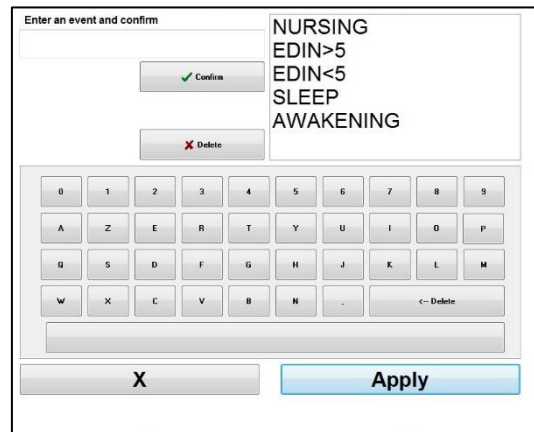 Enter an event and confirm
Confirm
Delete
NURSING
EDIN>5
EDIN<5
SLEEP
AWAKENING
0 1 2 3 4 5 6 7 8 9
A Z E R T Y U I O P
Q S D F G H J K L M
W X C V B N . <-- Delete
X Apply